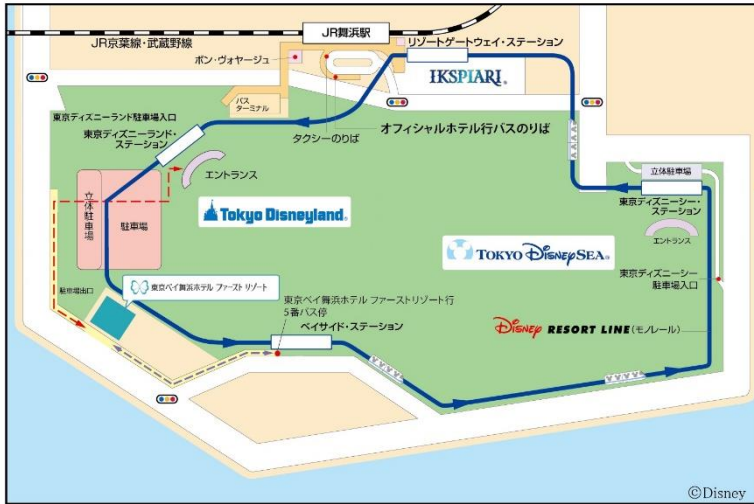 JR舞浜駅
JR京葉線・武蔵野線
リゾートゲートウェイ・ステーション
ボン・ヴォヤージュ
IKSPIARI®
バス
ターミナル
東京ディズニーランド駐車場入口
東京ディズニーランド・
ステーション
タクシーのりば
オフィシャルホテル行バスのりば
エントランス
立体駐車場
東京ディズニーシー・
ステーション
エントランス
立体駐車場
駐車場
Tokyo Disneyland®
TOKYO DISNEYSEA®
東京ディズニーシー
駐車場入口
駐車場出口
東京ベイ舞浜ホテル ファーストリゾート
東京ベイ舞浜ホテル ファーストリゾート行
5番バス停
ベイサイド・ステーション
DISNEY RESORT LINE(モノレール)
©Disney